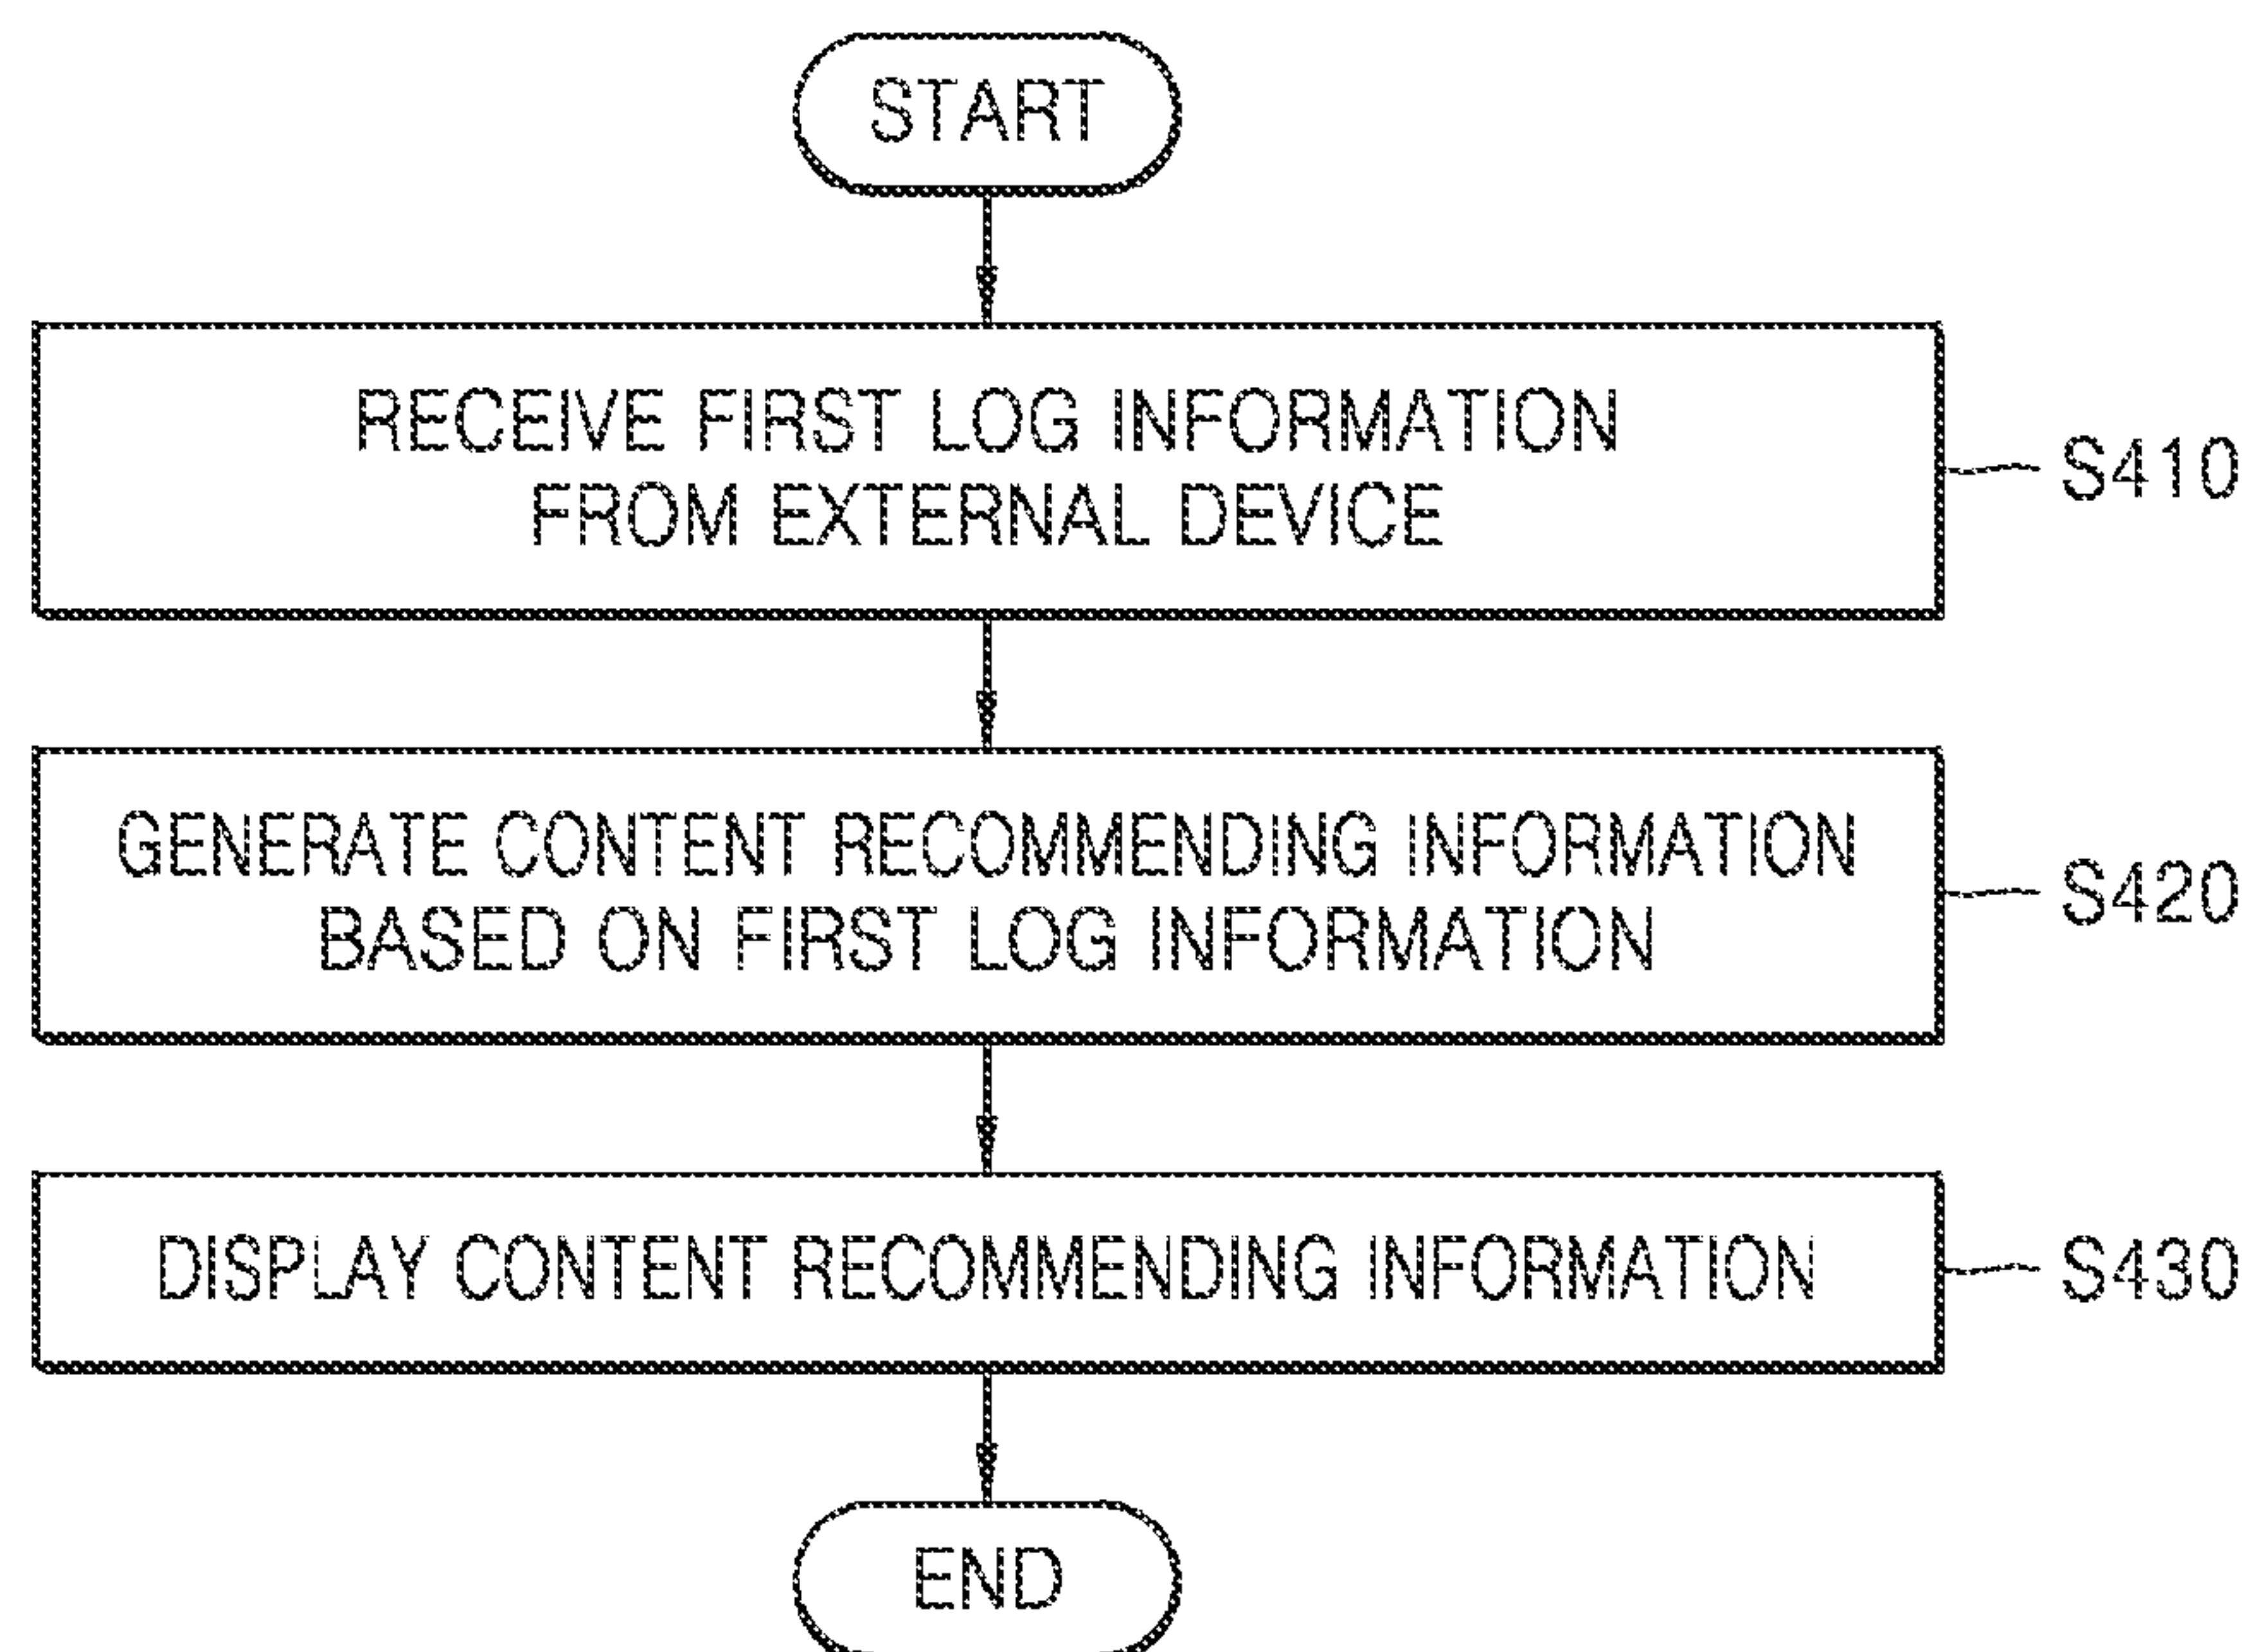 START
RECEIVE FIRST LOG INFORMATION
FROM EXTERNAL DEVICE
S410
GENERATE CONTENT RECOMMENDING INFORMATION
BASED ON FIRST LOG INFORMATION
S420
DISPLAY CONTENT RECOMMENDING INFORMATION
S430
END